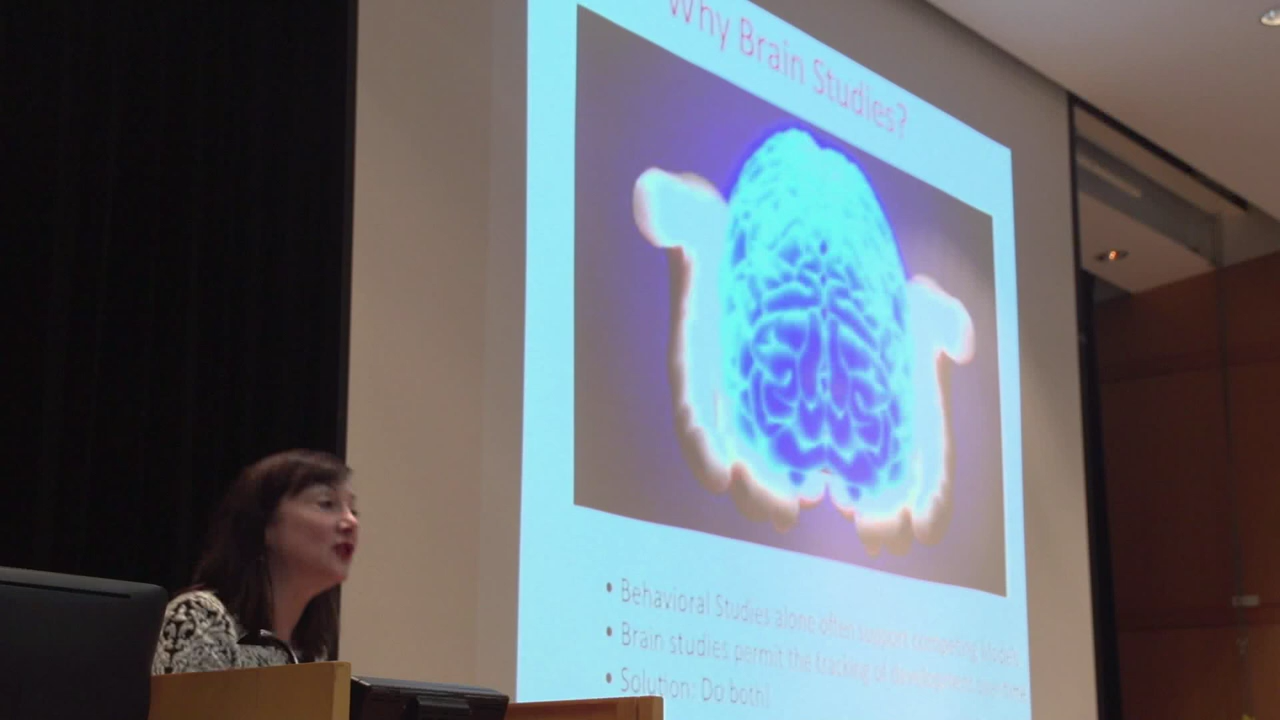 Why Brain Studies?
• Behavioral Studies alone often support competing Models
• Brain studies permit the tracking of development over time
• Solution: Do both!